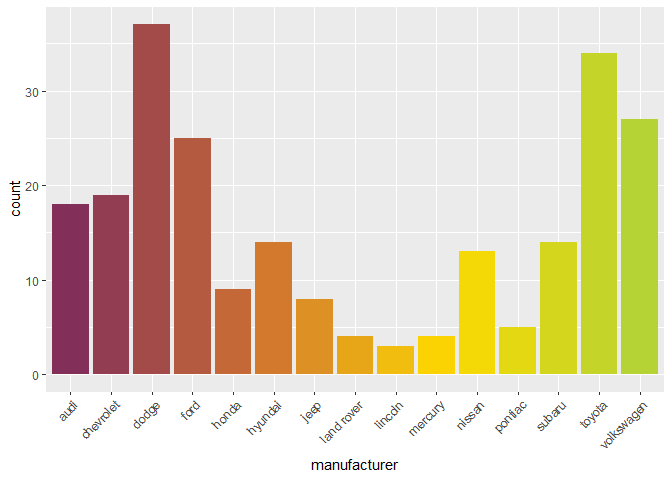 count
30
20
10
0
audi
chevrolet
dodge
ford
honda
hyundai
jeep
land rover
lincoln
mercury
nissan
pontiac
subaru
toyota
volkswagen
manufacturer